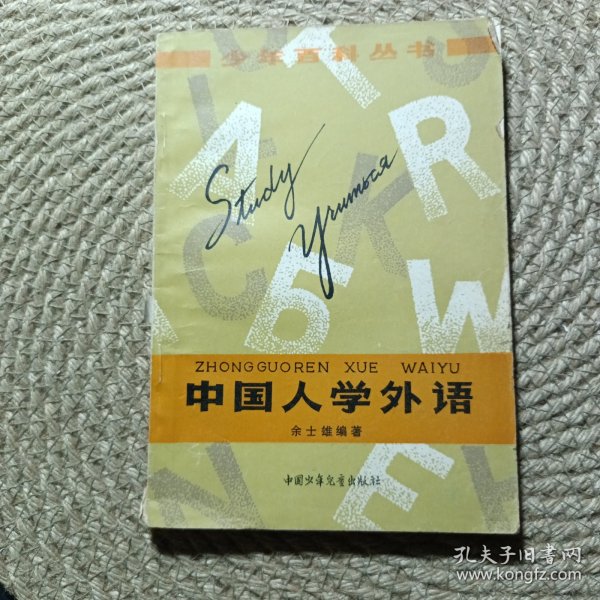 少年百科丛书
Study
Учиться
ZHONGGUOREN XUE WAIYU
中国人学外语
余士雄编著
中国少年儿童出版社
孔夫子旧书网
www.kongfz.com